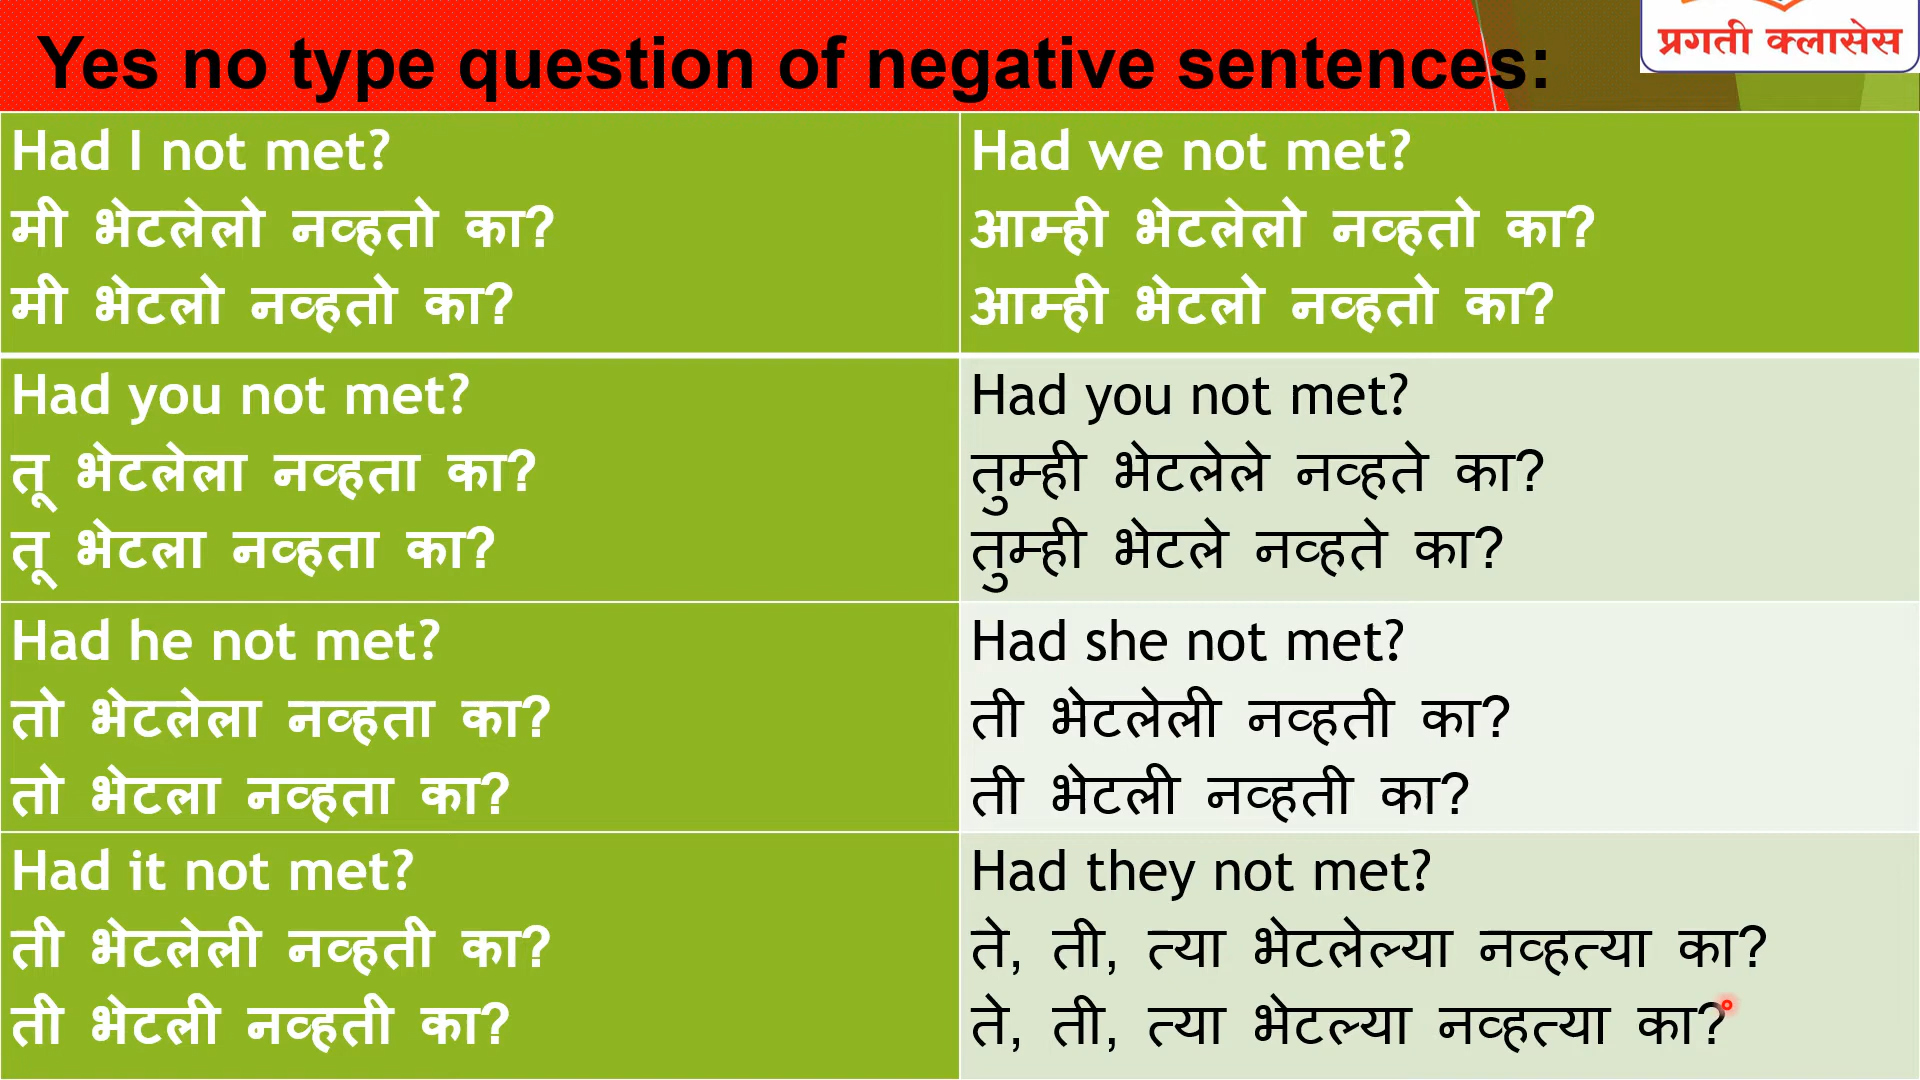 Yes no type question of negative sentences:
प्रगती क्लासेस
Had I not met?
मी भेटलेलो नव्हतो का?
मी भेटलो नव्हतो का?
Had we not met?
आम्ही भेटलेलो नव्हतो का?
आम्ही भेटलो नव्हतो का?
Had you not met?
तू भेटलेला नव्हता का?
तू भेटला नव्हता का?
Had you not met?
तुम्ही भेटलेले नव्हते का?
तुम्ही भेटले नव्हते का?
Had he not met?
तो भेटलेला नव्हता का?
तो भेटला नव्हता का?
Had she not met?
ती भेटलेली नव्हती का?
ती भेटली नव्हती का?
Had it not met?
ती भेटलेली नव्हती का?
ती भेटली नव्हती का?
Had they not met?
ते, ती, त्या भेटलेल्या नव्हत्या का?
ते, ती, त्या भेटल्या नव्हत्या का?